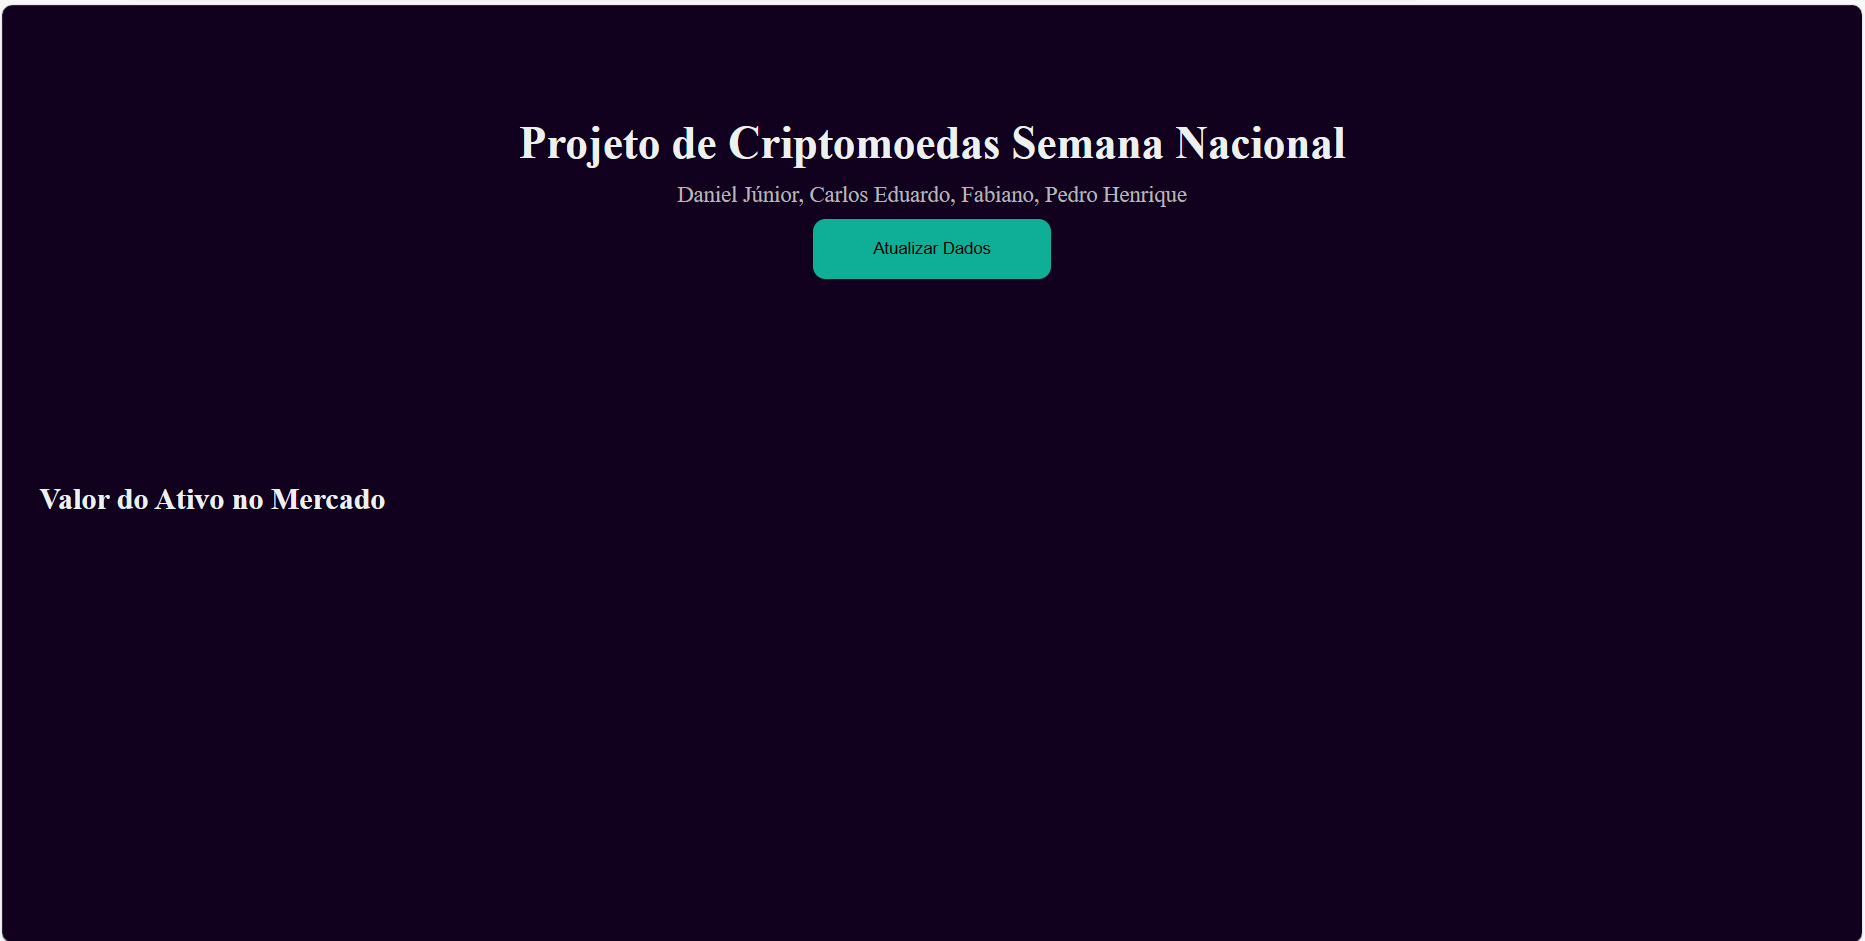 Projeto de Criptomoedas Semana Nacional
Daniel Júnior, Carlos Eduardo, Fabiano, Pedro Henrique
Atualizar Dados
Valor do Ativo no Mercado